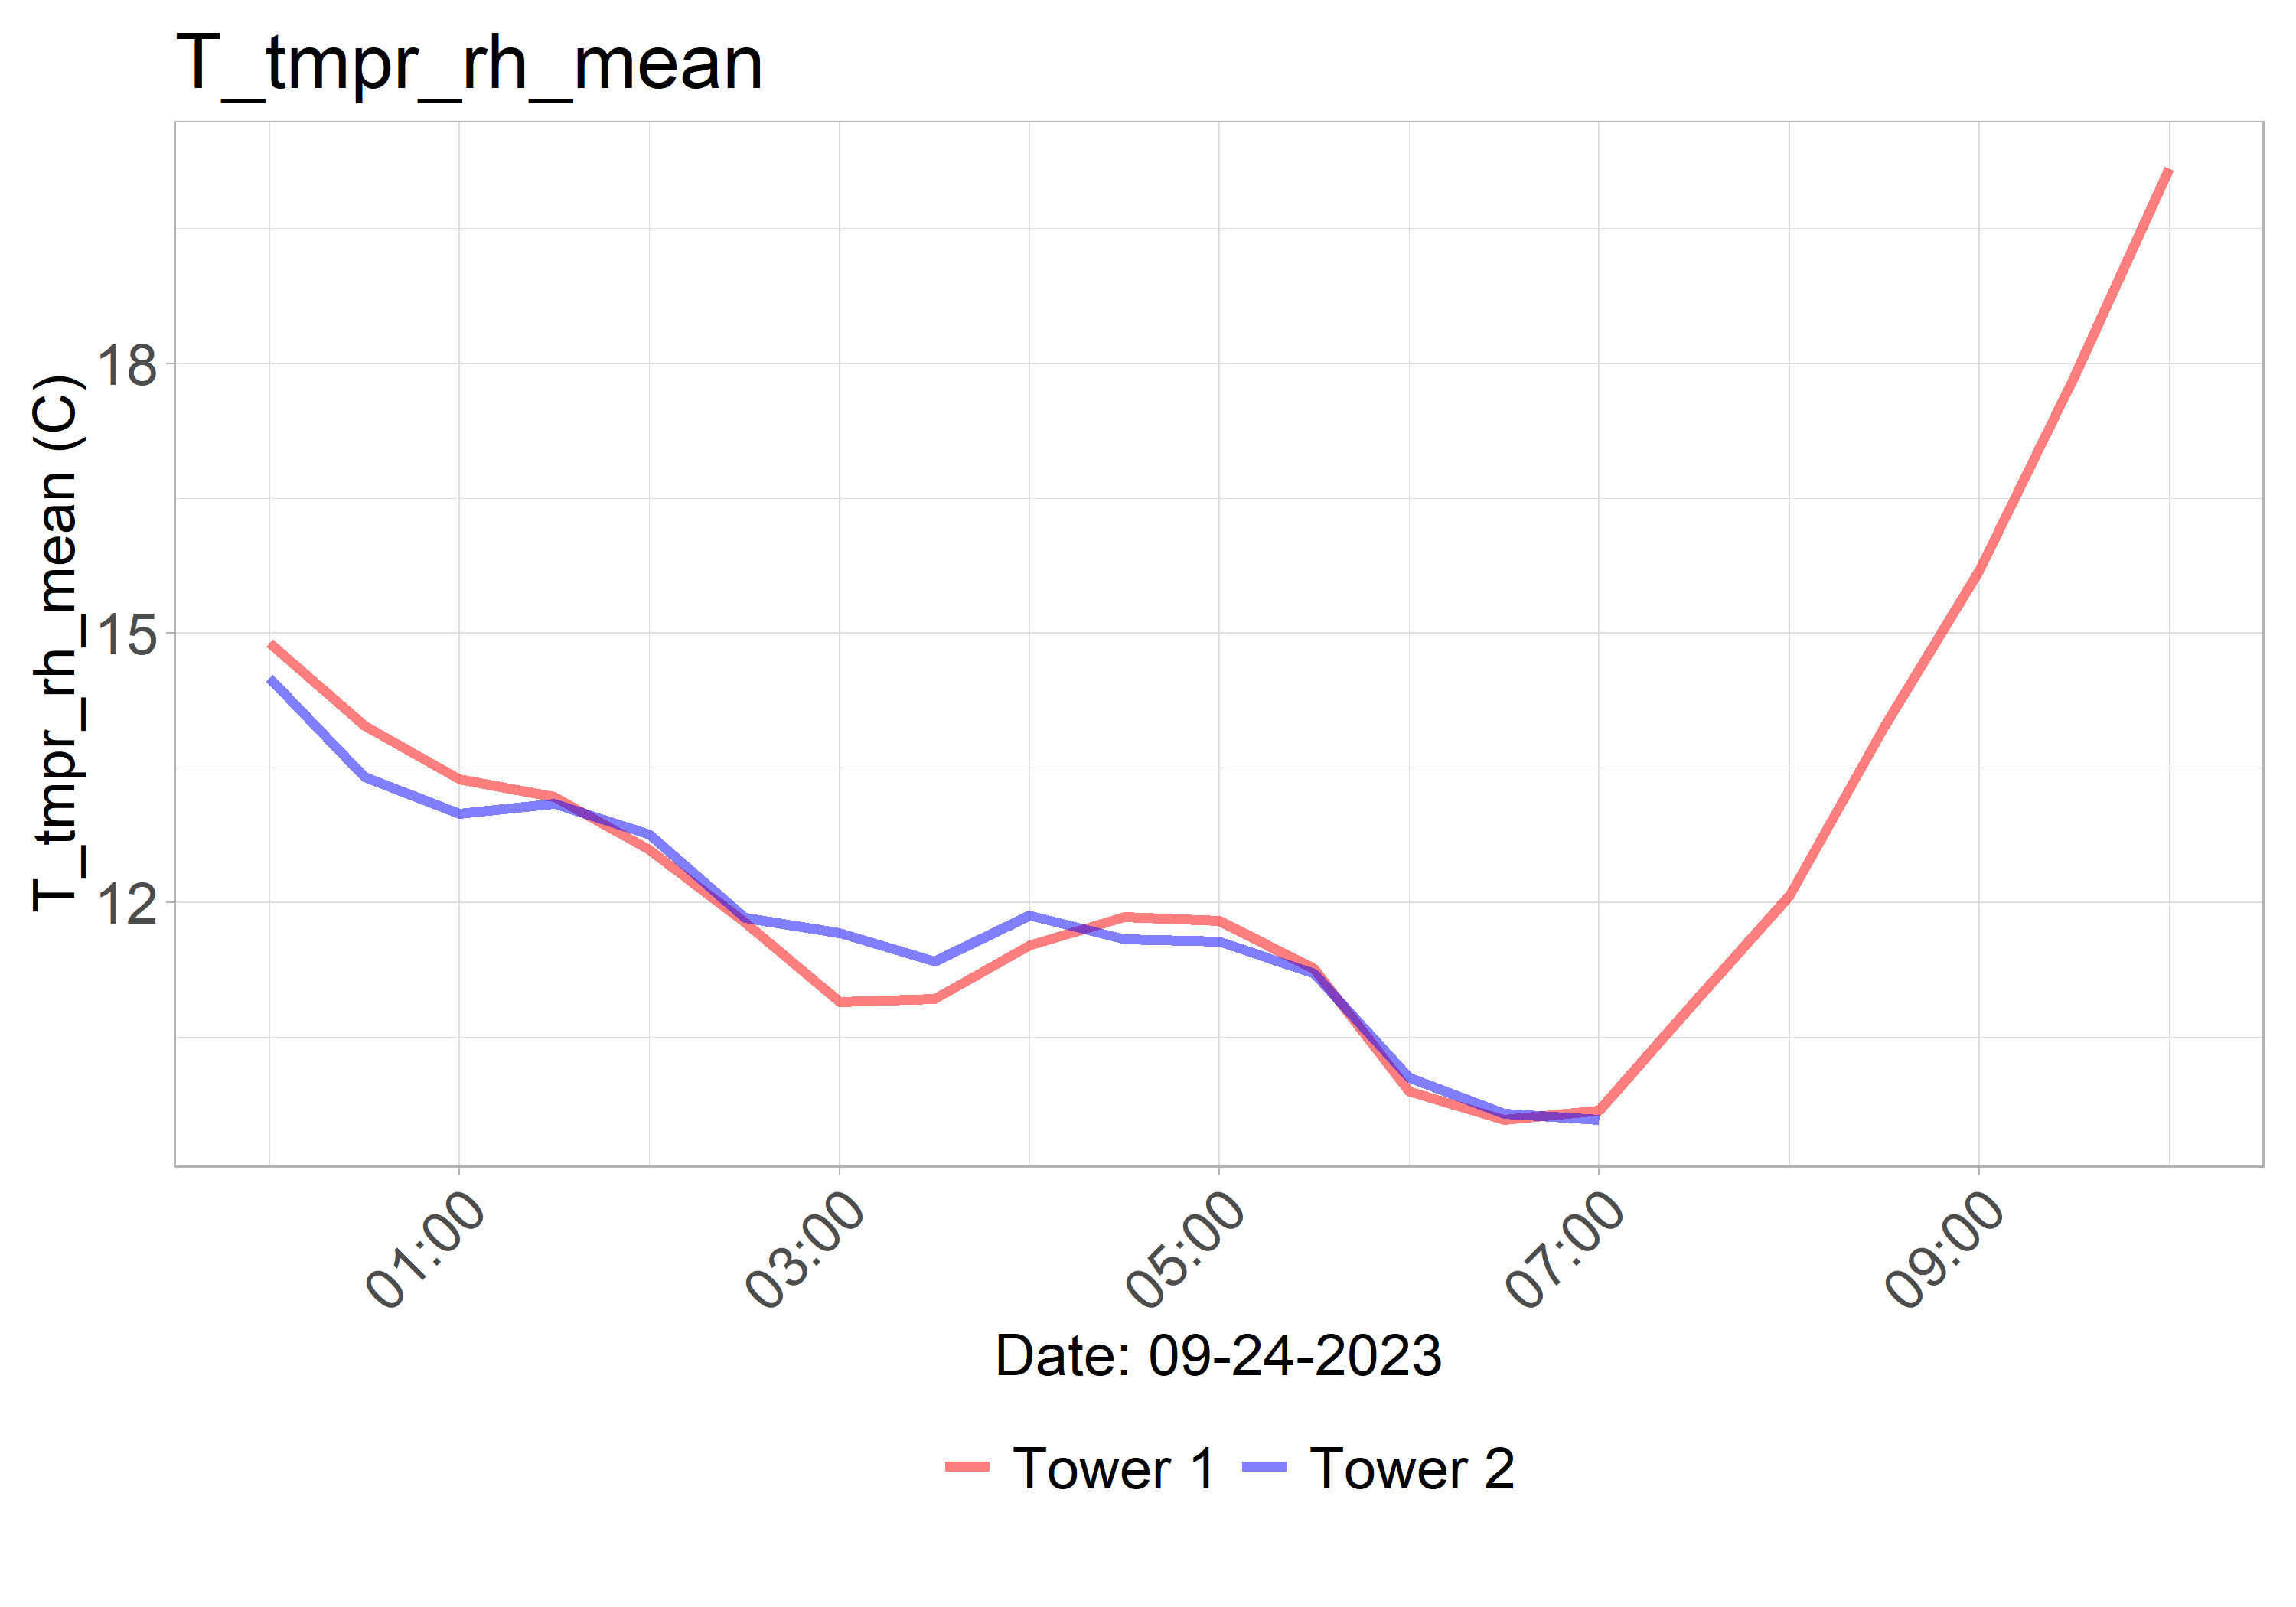 T_tmpr_rh_mean
T_tmpr_rh_mean (C)
18
15
12
01:00
03:00
05:00
07:00
09:00
Date: 09-24-2023
Tower 1
Tower 2